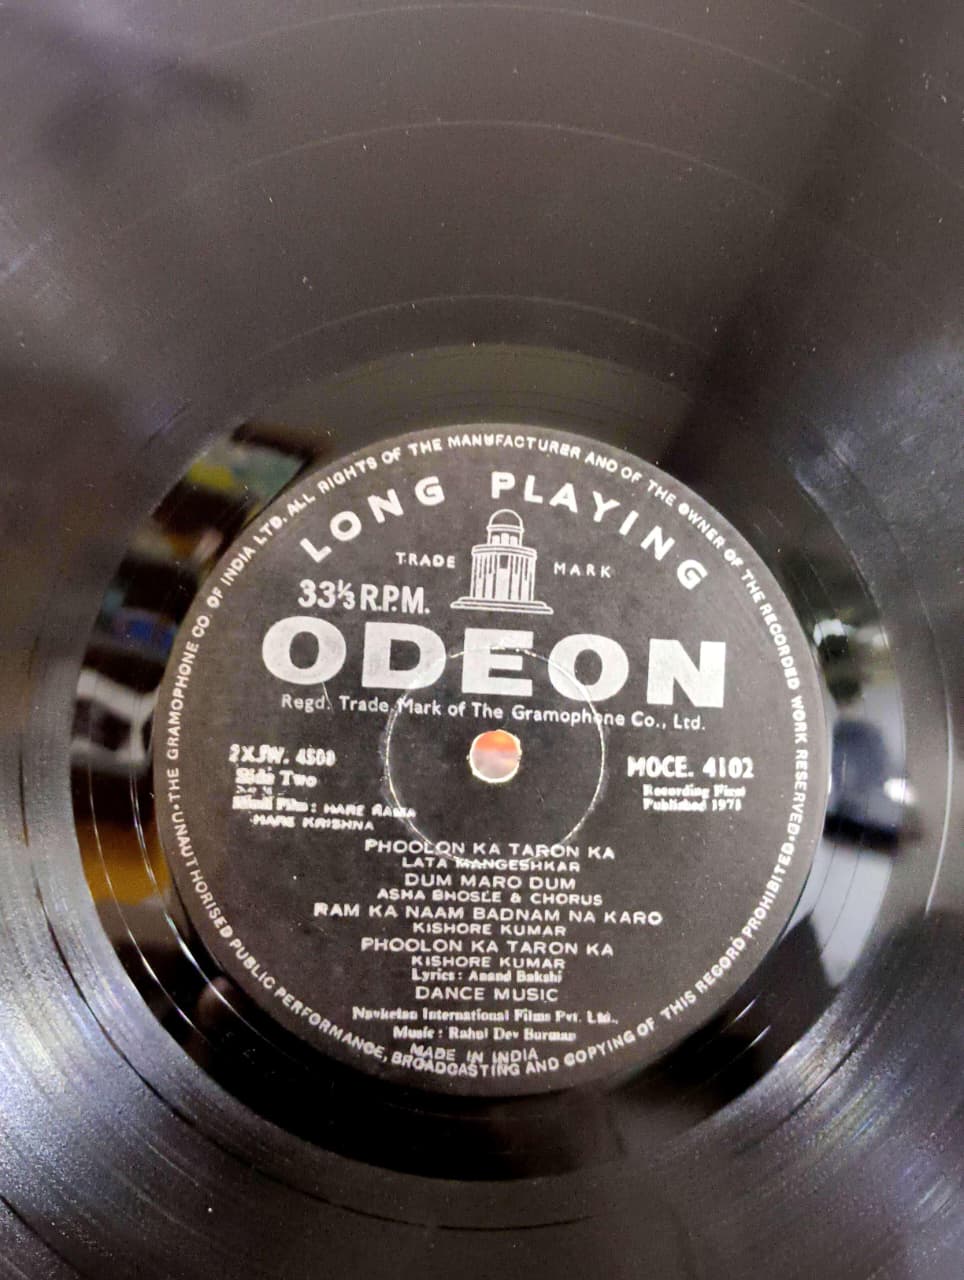 UNAUTHORISED PUBLIC PERFORMANCE, BROADCASTING AND COPYING OF THIS RECORD PROHIBITED.
THE GRAMOPHONE CO. OF INDIA LTD. ALL RIGHTS OF THE MANUFACTURER AND OF THE OWNER OF THE RECORDED WORK RESERVED.
LONG PLAYING
TRADE MARK
33⅓ R.P.M.
ODEON
Regd. Trade Mark of The Gramophone Co., Ltd.
MOCE. 4102
Side Two
Recording First
Published 1971
Hindi Film: HARE RAMA
HARE KRISHNA
PHOOLON KA TARON KA
LATA MANGESHKAR
DUM MARO DUM
ASHA BHOSLE & CHORUS
RAM KA NAAM BADNAM NA KARO
KISHORE KUMAR
PHOOLON KA TARON KA
KISHORE KUMAR
Lyrics: Anand Bakshi
DANCE MUSIC
Navketan International Films Pvt. Ltd.,
Music: Rahul Dev Burman
MADE IN INDIA